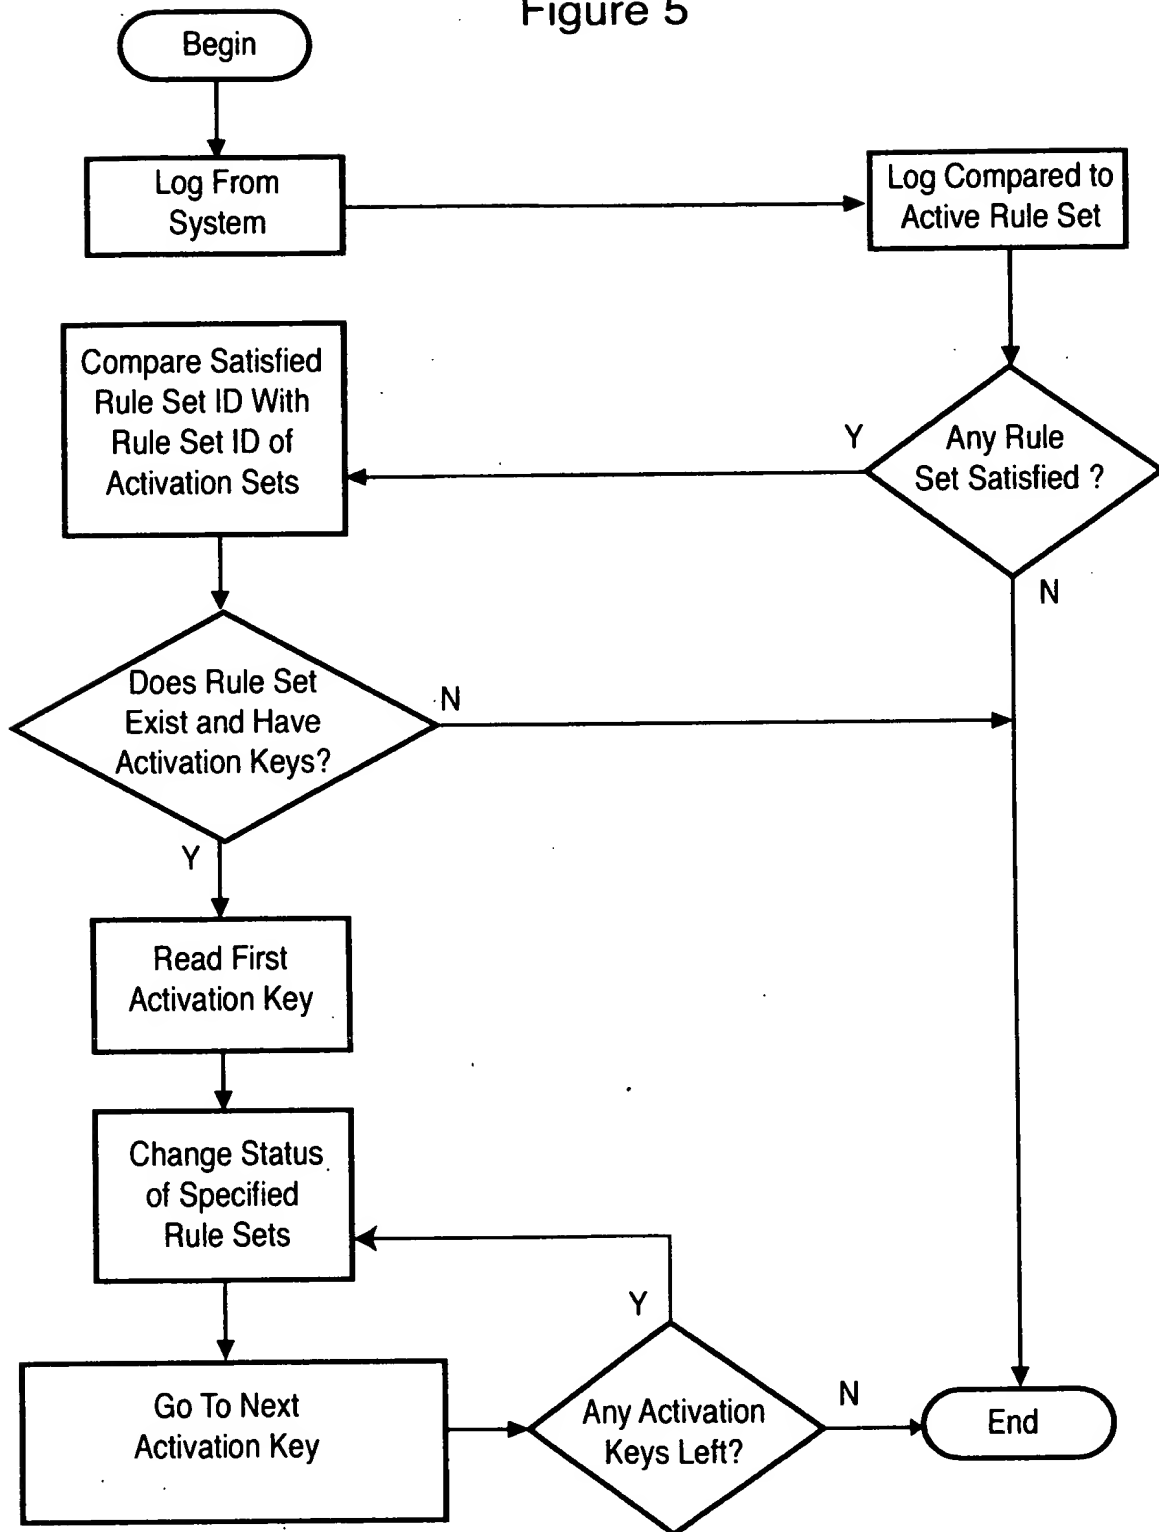 Figure 5
Begin
Log From
System
Log Compared to
Active Rule Set
Any Rule
Set Satisfied ?
Y
N
Compare Satisfied
Rule Set ID With
Rule Set ID of
Activation Sets
Does Rule Set
Exist and Have
Activation Keys?
N
Y
Read First
Activation Key
Change Status
of Specified
Rule Sets
Go To Next
Activation Key
Any Activation
Keys Left?
Y
N
End